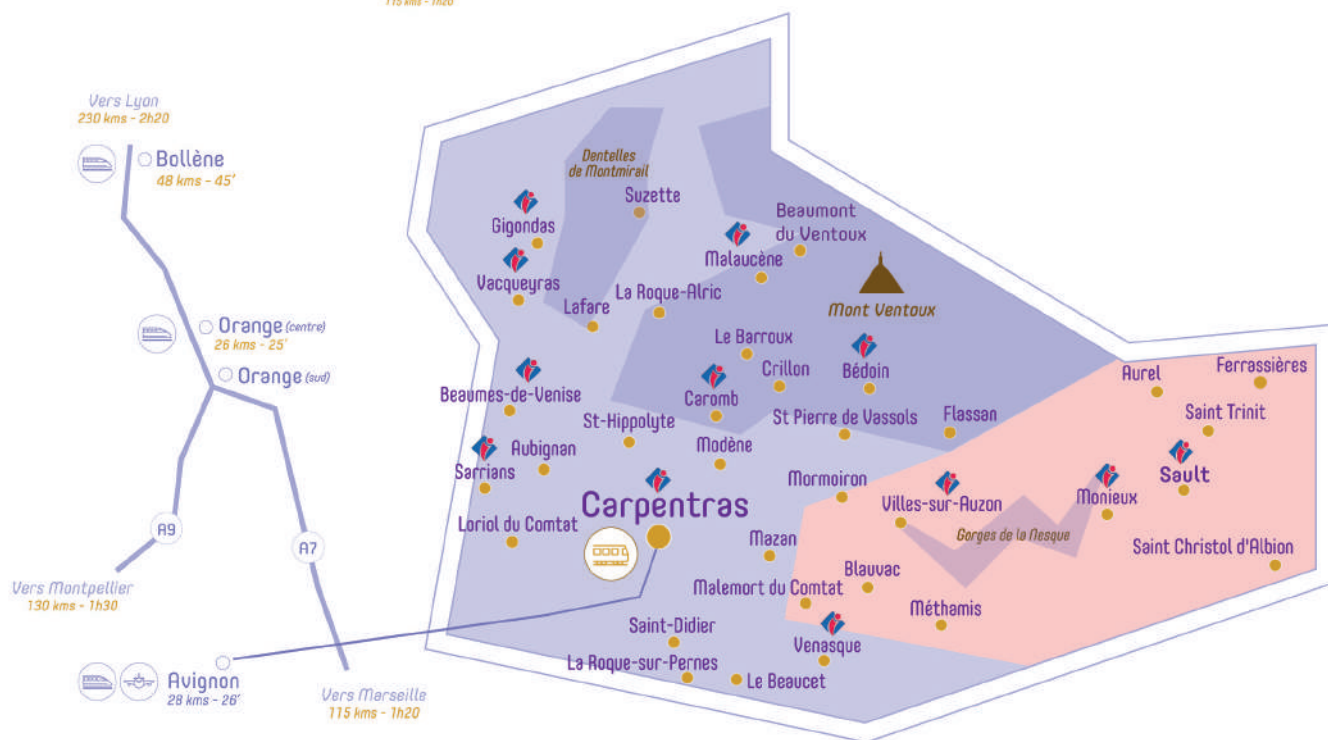 115 kms - 1h20
Vers Lyon
230 kms - 2h20
Bollène
48 kms - 45'
Orange (centre)
26 kms - 25'
Orange (sud)
A9
A7
Vers Montpellier
130 kms - 1h30
Avignon
28 kms - 26'
Vers Marseille
115 kms - 1h20
Dentelles
de Montmirail
Suzette
Gigondas
Vacqueyras
Lafare
La Roque-Alric
Malaucène
Beaumont
du Ventoux
Mont Ventoux
Le Barroux
Crillon
Bédoin
Caromb
Beaumes-de-Venise
St-Hippolyte
Modène
St Pierre de Vassols
Flassan
Aubignan
Sarrians
Carpentras
Loriol du Comtat
Mormoiron
Mazan
Malemort du Comtat
Saint-Didier
La Roque-sur-Pernes
Le Beaucet
Venasque
Aurel
Ferrassières
Saint Trinit
Sault
Monieux
Villes-sur-Auzon
Gorges de la Nesque
Saint Christol d'Albion
Blauvac
Méthamis